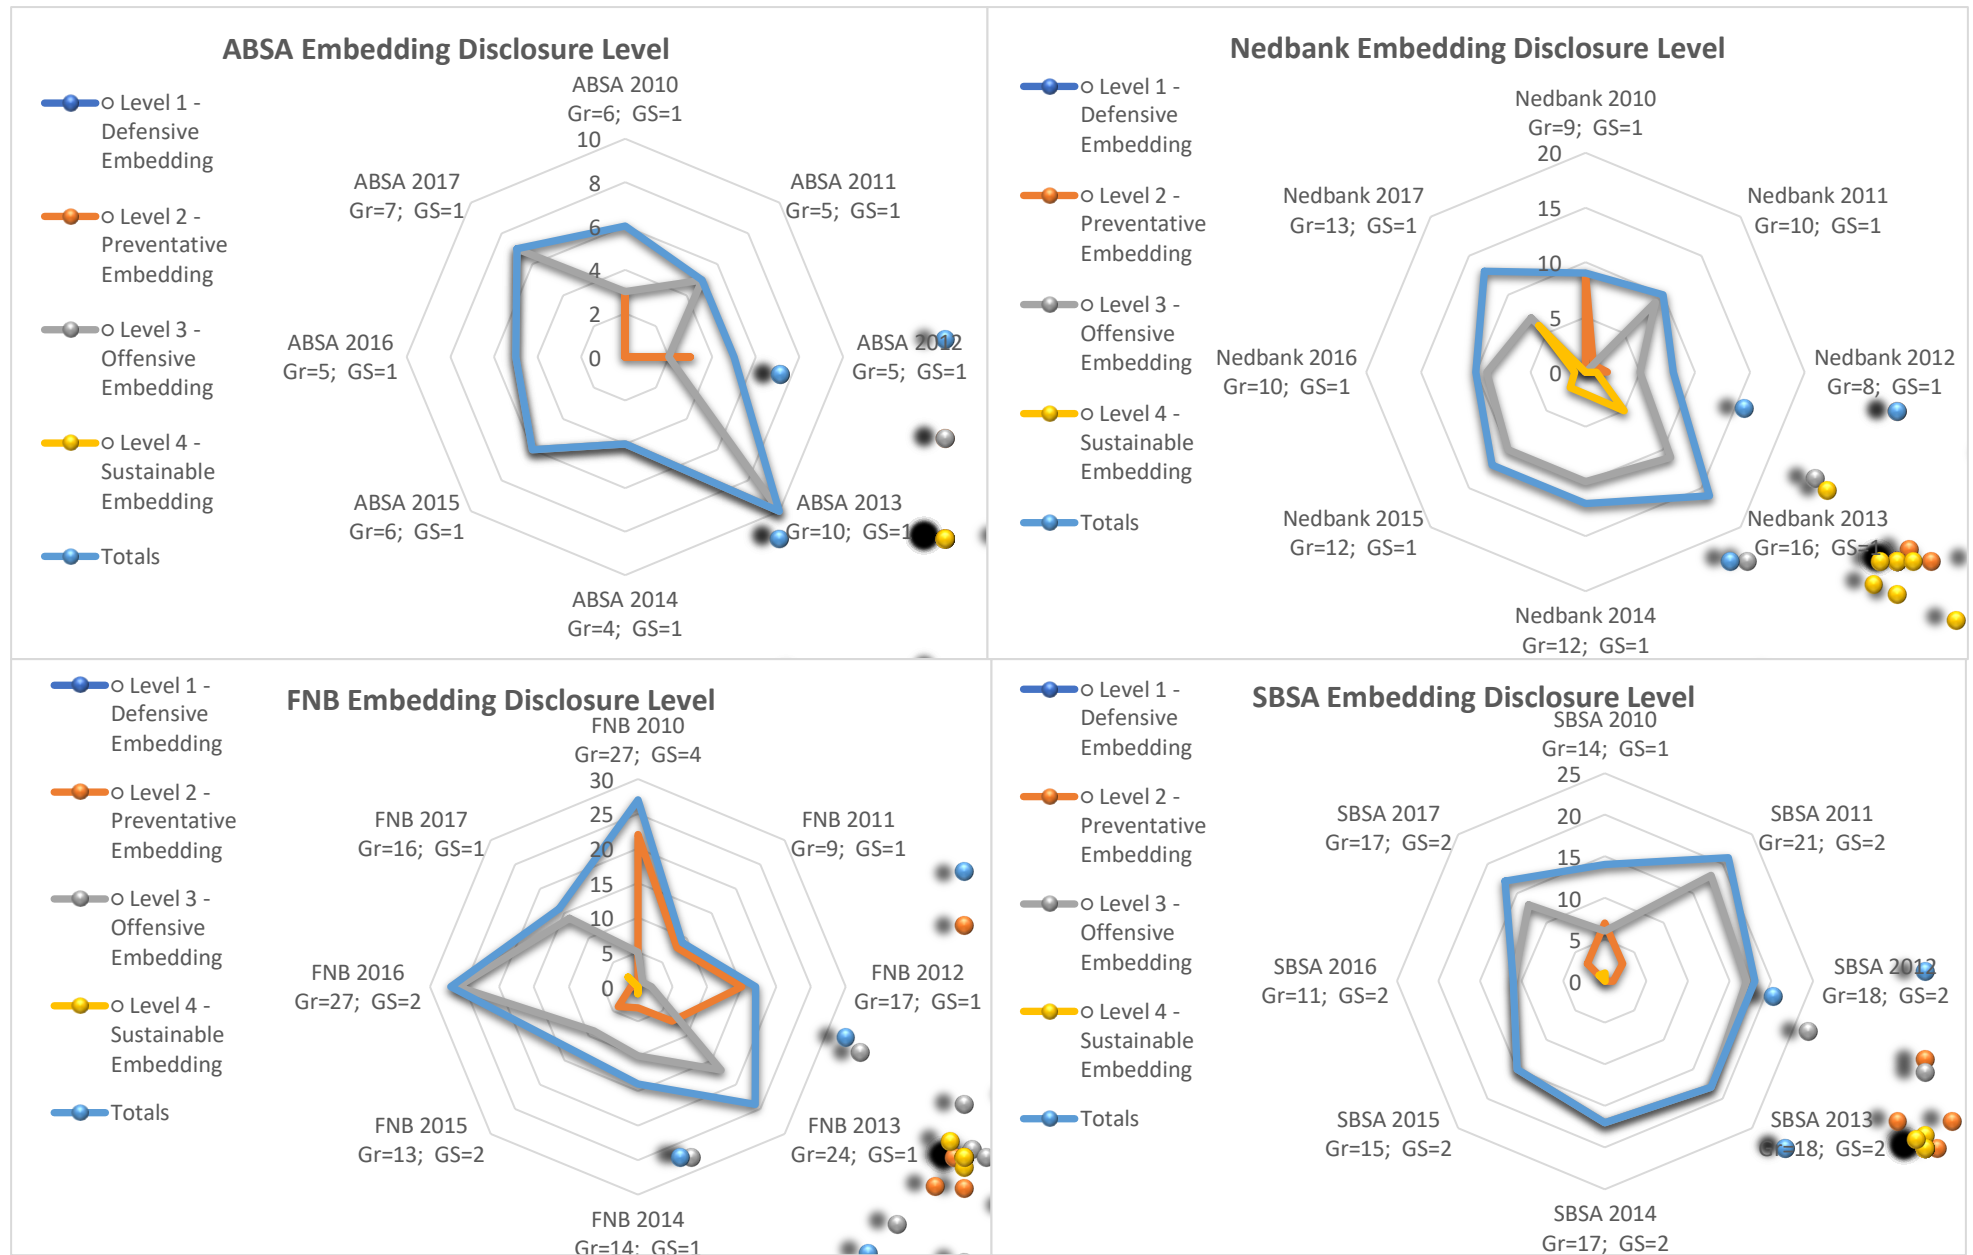 ABSA Embedding Disclosure Level
○ Level 1 -
Defensive
Embedding
○ Level 2 -
Preventative
Embedding
○ Level 3 -
Offensive
Embedding
○ Level 4 -
Sustainable
Embedding
Totals
ABSA 2010
Gr=6; GS=1
ABSA 2011
Gr=5; GS=1
ABSA 2012
Gr=5; GS=1
ABSA 2013
Gr=10; GS=1
ABSA 2014
Gr=4; GS=1
ABSA 2015
Gr=6; GS=1
ABSA 2016
Gr=5; GS=1
ABSA 2017
Gr=7; GS=1
10
8
6
4
2
0
Nedbank Embedding Disclosure Level
○ Level 1 -
Defensive
Embedding
○ Level 2 -
Preventative
Embedding
○ Level 3 -
Offensive
Embedding
○ Level 4 -
Sustainable
Embedding
Totals
Nedbank 2010
Gr=9; GS=1
Nedbank 2011
Gr=10; GS=1
Nedbank 2012
Gr=8; GS=1
Nedbank 2013
Gr=16; GS=1
Nedbank 2014
Gr=12; GS=1
Nedbank 2015
Gr=12; GS=1
Nedbank 2016
Gr=10; GS=1
Nedbank 2017
Gr=13; GS=1
20
15
10
5
0
FNB Embedding Disclosure Level
○ Level 1 -
Defensive
Embedding
○ Level 2 -
Preventative
Embedding
○ Level 3 -
Offensive
Embedding
○ Level 4 -
Sustainable
Embedding
Totals
FNB 2010
Gr=27; GS=4
FNB 2011
Gr=9; GS=1
FNB 2012
Gr=17; GS=1
FNB 2013
Gr=24; GS=1
FNB 2014
Gr=14; GS=1
FNB 2015
Gr=13; GS=2
FNB 2016
Gr=27; GS=2
FNB 2017
Gr=16; GS=1
30
25
20
15
10
5
0
SBSA Embedding Disclosure Level
○ Level 1 -
Defensive
Embedding
○ Level 2 -
Preventative
Embedding
○ Level 3 -
Offensive
Embedding
○ Level 4 -
Sustainable
Embedding
Totals
SBSA 2010
Gr=14; GS=1
SBSA 2011
Gr=21; GS=2
SBSA 2012
Gr=18; GS=2
SBSA 2013
Gr=18; GS=2
SBSA 2014
Gr=17; GS=2
SBSA 2015
Gr=15; GS=2
SBSA 2016
Gr=11; GS=2
SBSA 2017
Gr=17; GS=2
25
20
15
10
5
0